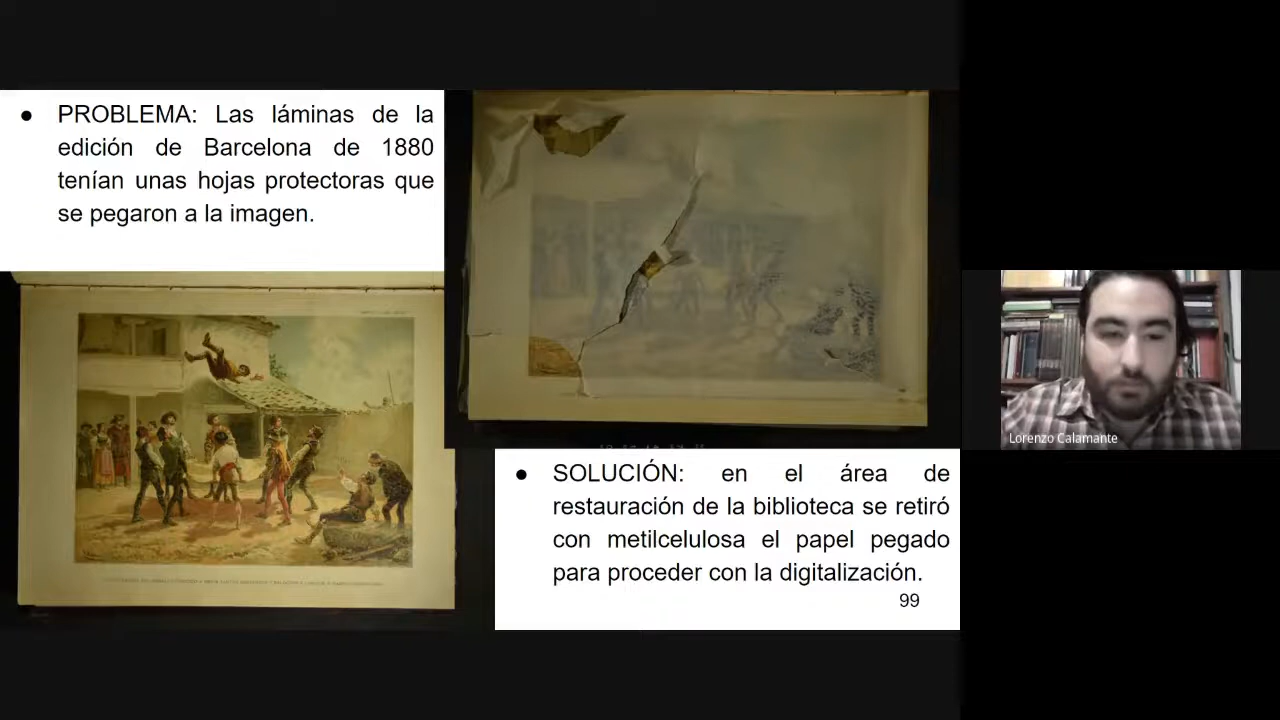 ● PROBLEMA: Las láminas de la
edición de Barcelona de 1880
tenían unas hojas protectoras que
se pegaron a la imagen.
● SOLUCIÓN: en el área de
restauración de la biblioteca se retiró
con metilcelulosa el papel pegado
para proceder con la digitalización.
99
Lorenzo Calamante